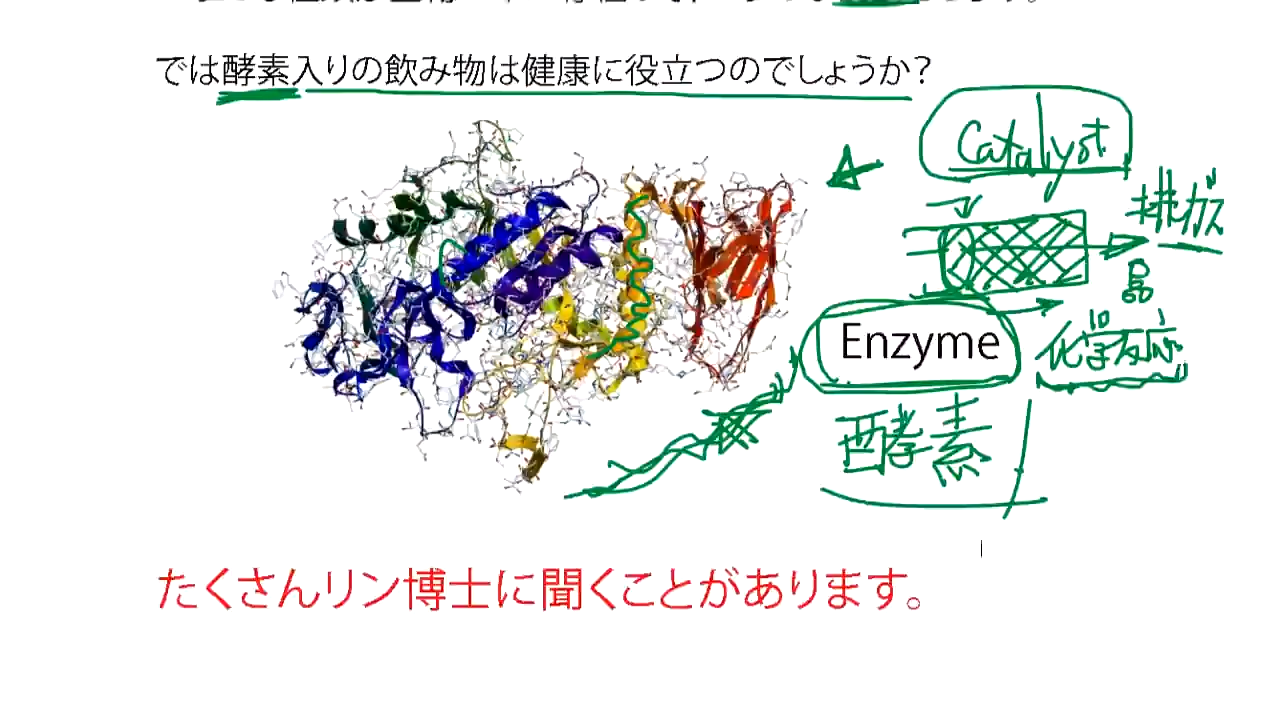 では酵素入りの飲み物は健康に役立つのでしょうか？
Catalyst
排ガス
Enzyme
化学反応
酵素
たくさんリン博士に聞くことがあります。